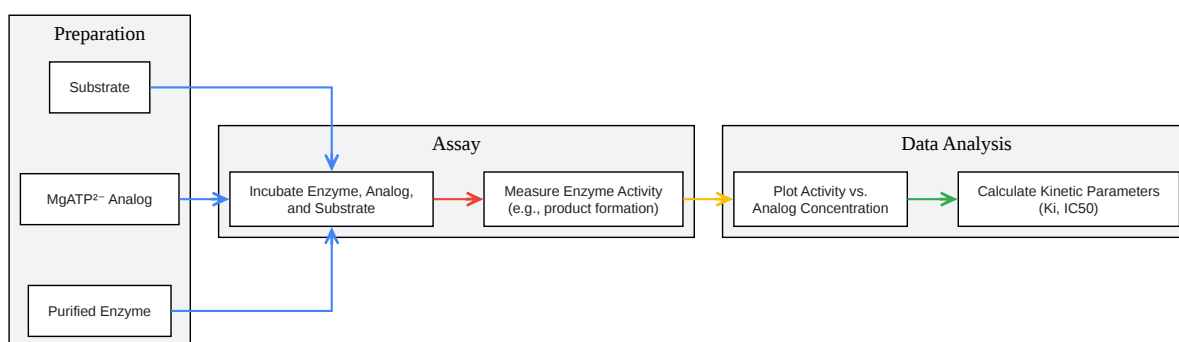 Preparation
Substrate
MgATP²⁻ Analog
Purified Enzyme
Assay
Incubate Enzyme, Analog,
and Substrate
Measure Enzyme Activity
(e.g., product formation)
Data Analysis
Plot Activity vs.
Analog Concentration
Calculate Kinetic Parameters
(Ki, IC50)